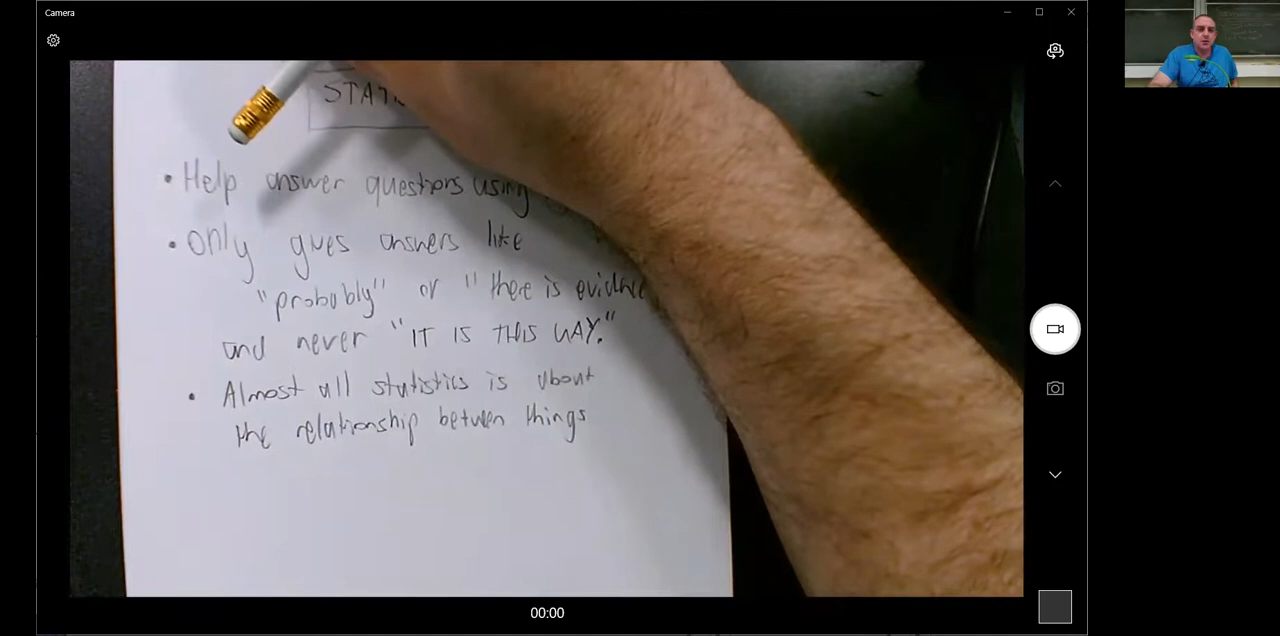 Camera
STAT
• Help answer questions using
• Only gives answers like
"probably" or "there is evidence
and never "IT IS THIS WAY."
• Almost all statistics is about
the relationship between things
00:00